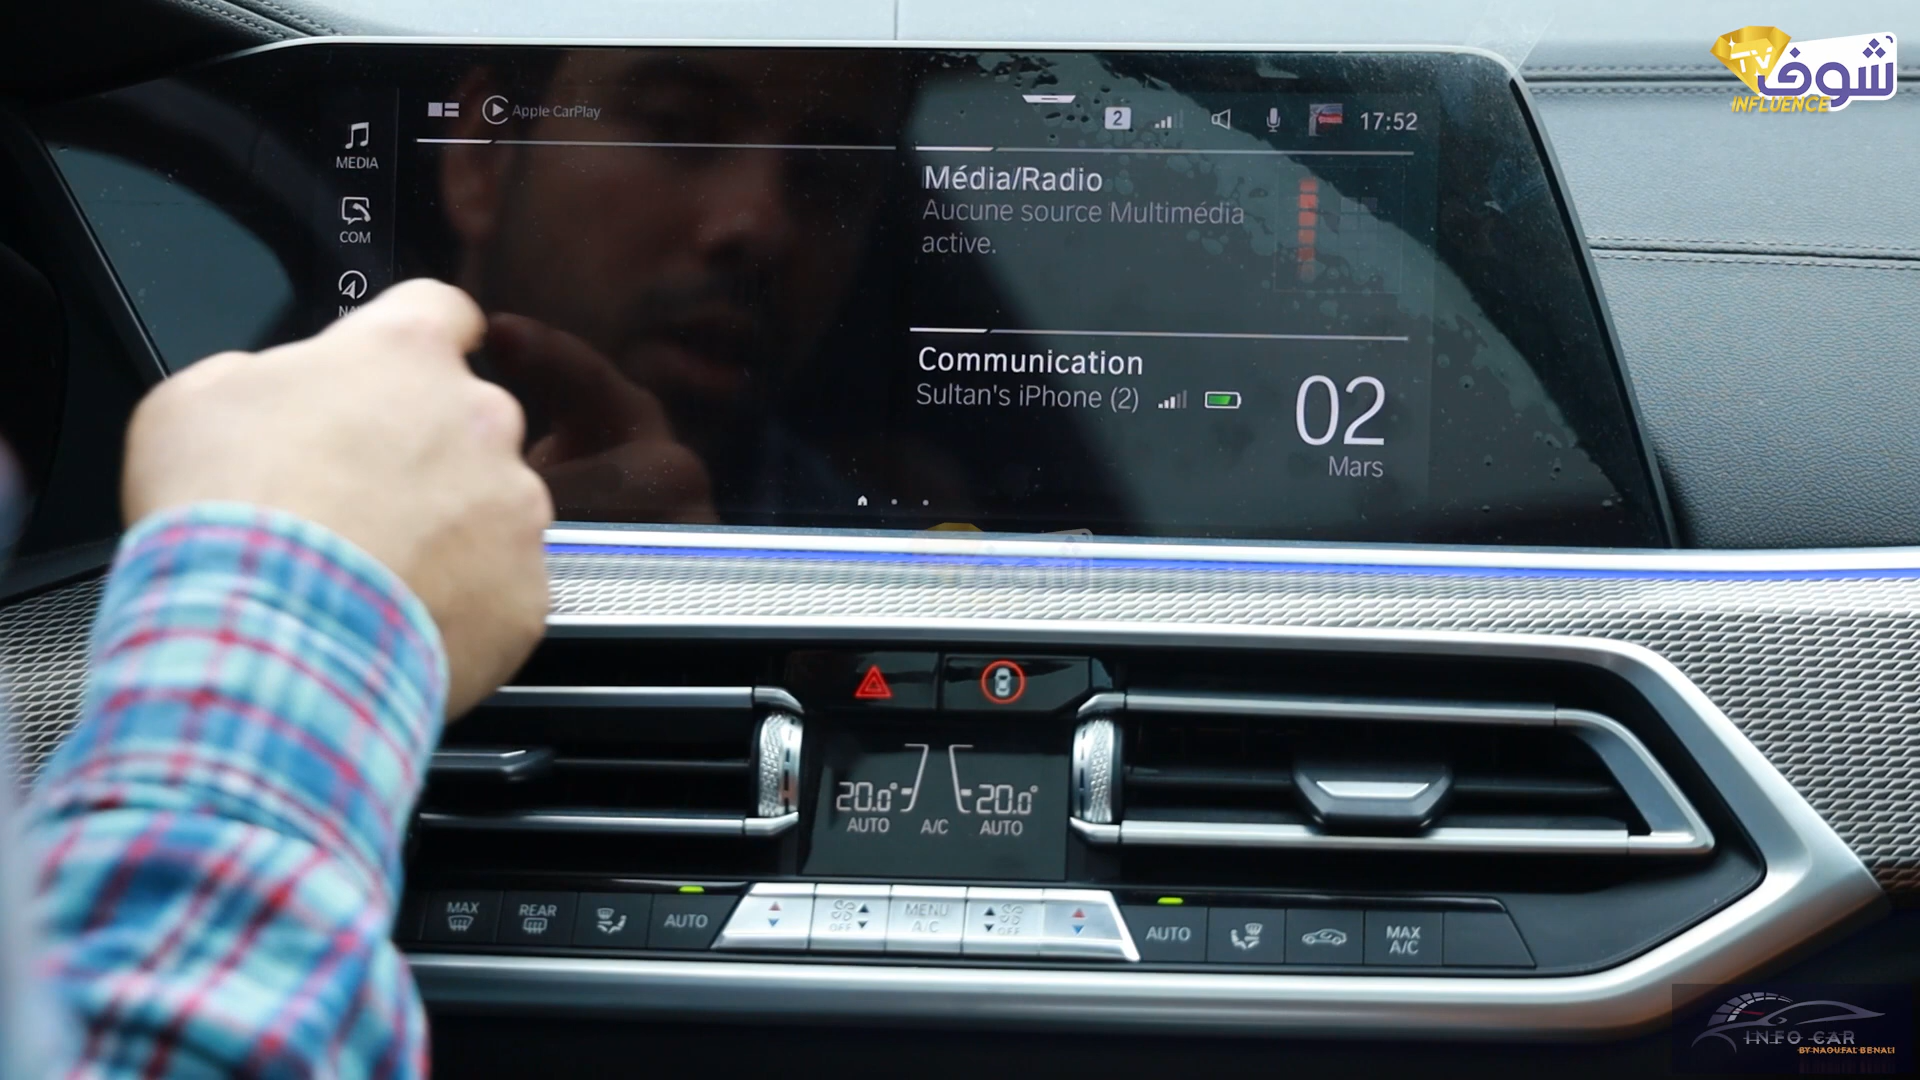 TV شوف
INFLUENCE
Apple CarPlay
2
17:52
MEDIA
COM
Média/Radio
Aucune source Multimédia
active.
Communication
Sultan's iPhone (2)
02
Mars
20.0° 20.0°
AUTO A/C AUTO
MAX
REAR
AUTO
OFF
MENU
A/C
OFF
AUTO
MAX
A/C
INFO CAR
BY NAOUFAL BENALI